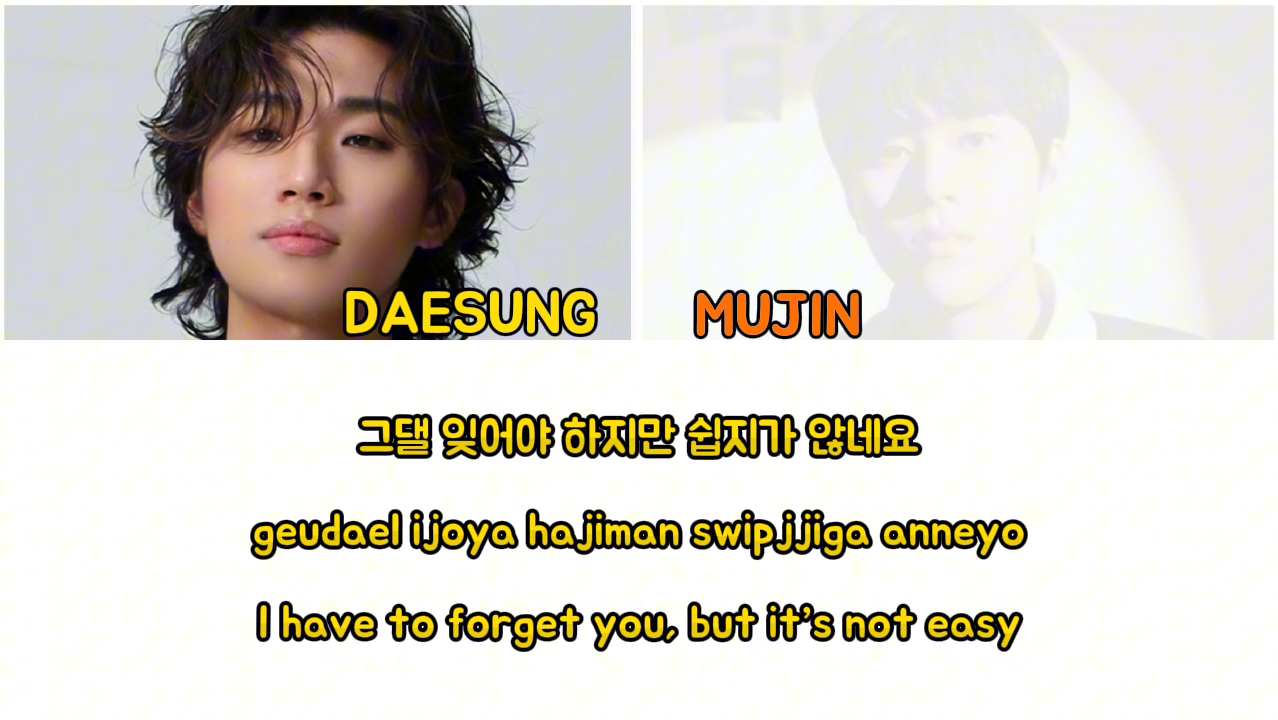 DAESUNG MUJIN
그댈 잊어야 하지만 쉽지가 않네요
geudael ijoya hajiman swipjjiga anneyo
I have to forget you, but it's not easy